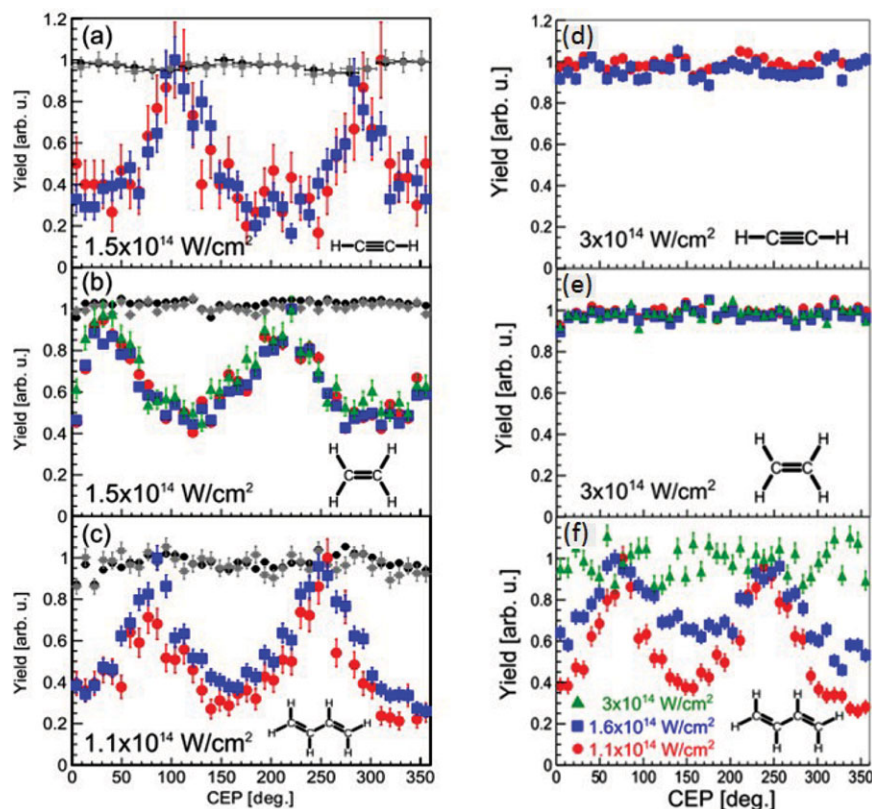 (a)
1.2
1
0.8
0.6
0.4
0.2
0
Yield [arb. u.]
1.5x10¹⁴ W/cm²
H C C H
(b)
1
0.8
0.6
0.4
0.2
0
Yield [arb. u.]
1.5x10¹⁴ W/cm²
H H
C C
H H
(c)
1
0.8
0.6
0.4
0.2
0
Yield [arb. u.]
1.1x10¹⁴ W/cm²
H H H
C C C C
H H H
0 50 100 150 200 250 300 350
CEP [deg.]
(d)
1.2
1
0.8
0.6
0.4
0.2
0
Yield [arb. u.]
3x10¹⁴ W/cm²
H C C H
(e)
1
0.8
0.6
0.4
0.2
0
Yield [arb. u.]
3x10¹⁴ W/cm²
H H
C C
H H
(f)
1
0.8
0.6
0.4
0.2
0
Yield [arb. u.]
3x10¹⁴ W/cm²
1.6x10¹⁴ W/cm²
1.1x10¹⁴ W/cm²
H H H
C C C C
H H H
0 50 100 150 200 250 300 350
CEP [deg.]